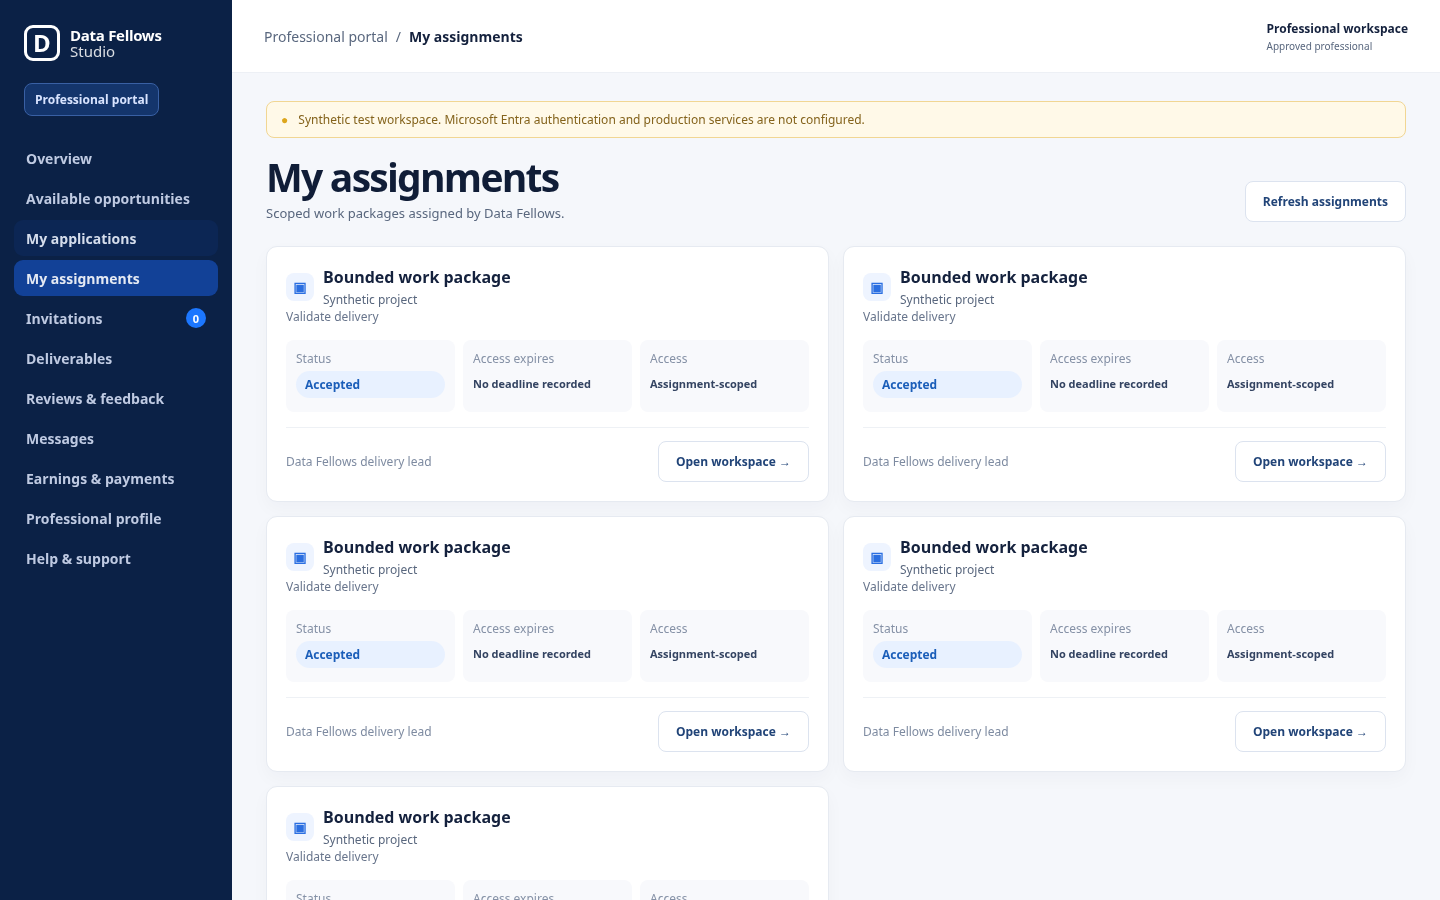 D
Data Fellows
Studio
Professional portal
Overview
Available opportunities
My applications
My assignments
Invitations 0
Deliverables
Reviews & feedback
Messages
Earnings & payments
Professional profile
Help & support
Professional portal / My assignments
Professional workspace
Approved professional
Synthetic test workspace. Microsoft Entra authentication and production services are not configured.
My assignments
Scoped work packages assigned by Data Fellows.
Refresh assignments
Bounded work package
Synthetic project
Validate delivery
Status Access expires Access
Accepted No deadline recorded Assignment-scoped
Data Fellows delivery lead Open workspace →
Bounded work package
Synthetic project
Validate delivery
Status Access expires Access
Accepted No deadline recorded Assignment-scoped
Data Fellows delivery lead Open workspace →
Bounded work package
Synthetic project
Validate delivery
Status Access expires Access
Accepted No deadline recorded Assignment-scoped
Data Fellows delivery lead Open workspace →
Bounded work package
Synthetic project
Validate delivery
Status Access expires Access
Accepted No deadline recorded Assignment-scoped
Data Fellows delivery lead Open workspace →
Bounded work package
Synthetic project
Validate delivery
Status Access expires Access